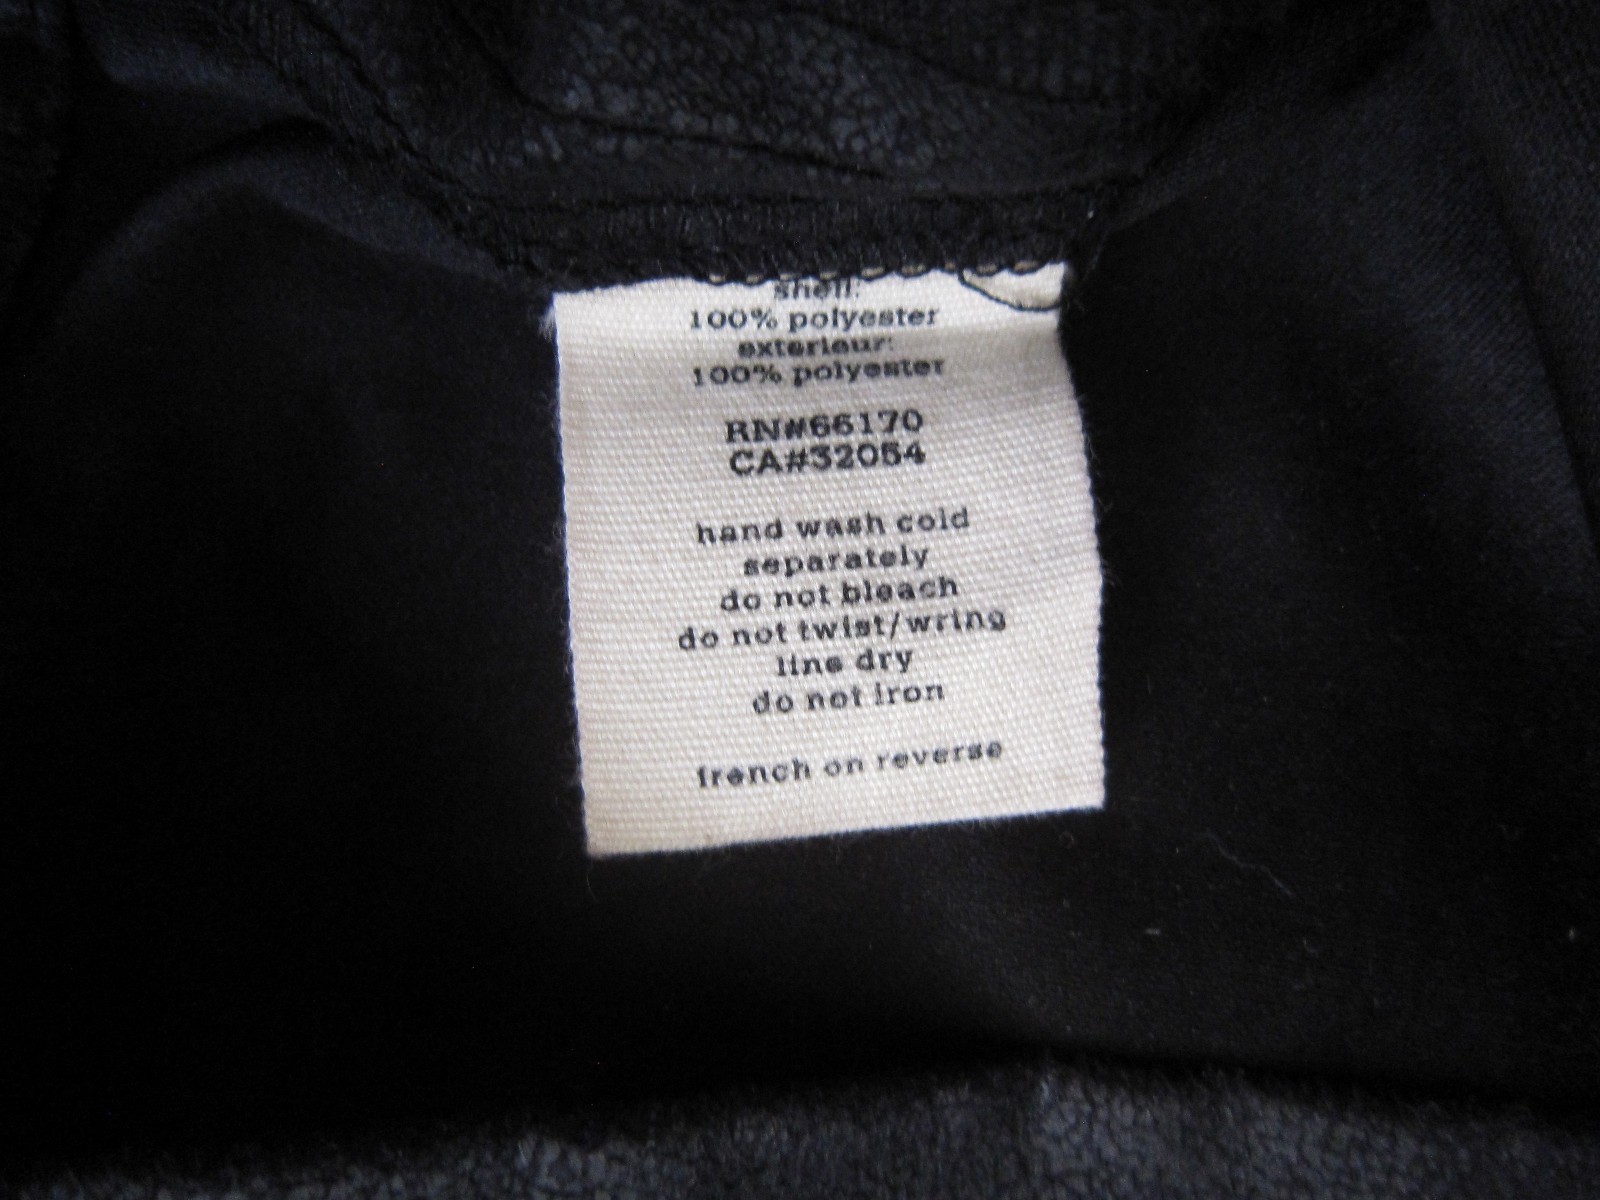 shell:
100% polyester
exterieur:
100% polyester
RN#66170
CA#32054
hand wash cold
separately
do not bleach
do not twist/wring
line dry
do not iron
french on reverse